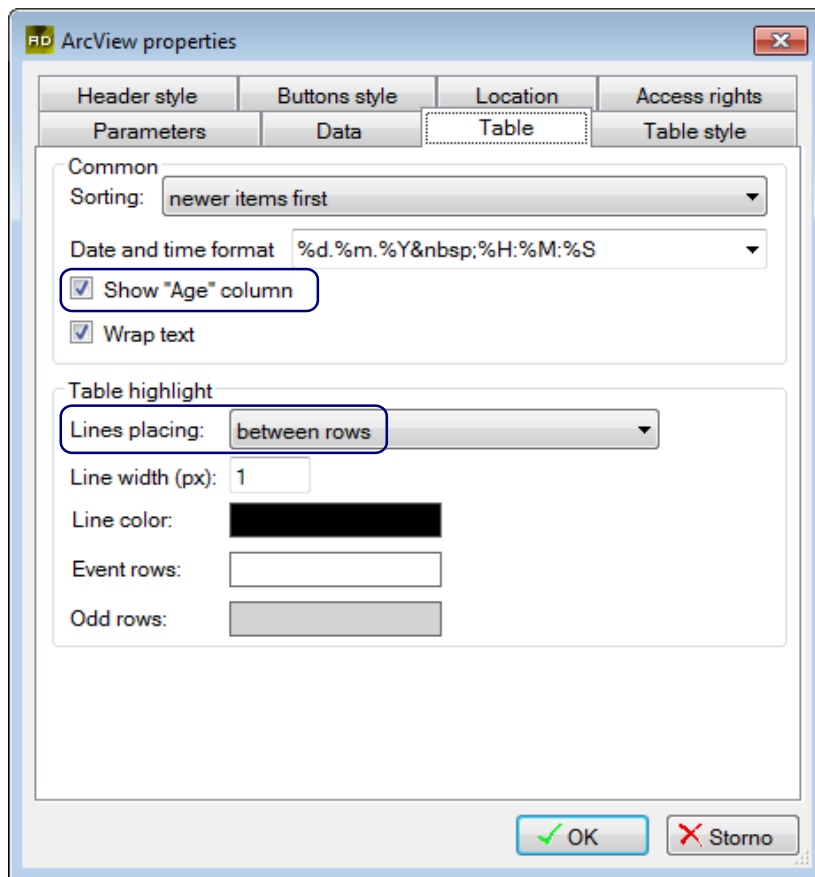 RD ArcView properties
Header style Buttons style Location Access rights
Parameters Data Table Table style
Common
Sorting: newer items first
Date and time format %d.%m.%Y&nbsp;%H:%M:%S
Show "Age" column
Wrap text
Table highlight
Lines placing: between rows
Line width (px): 1
Line color:
Event rows:
Odd rows:
OK Storno